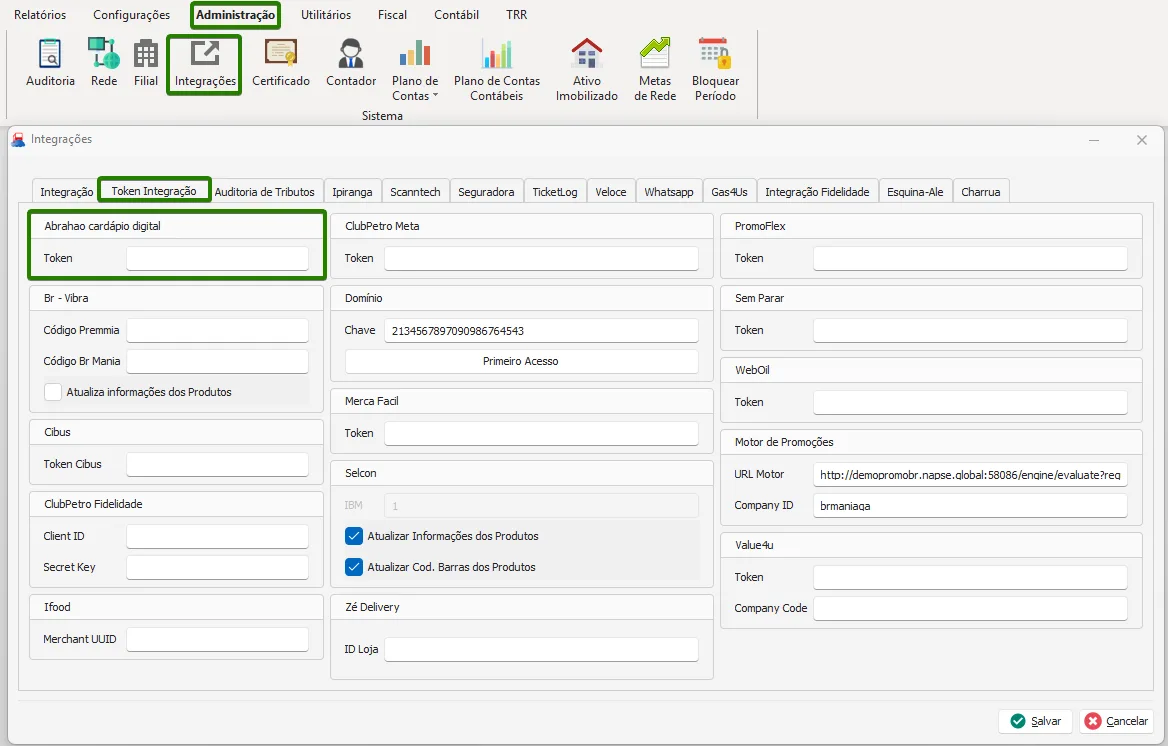 Relatórios Configurações Administração Utilitários Fiscal Contábil TRR
Auditoria Rede Filial Integrações Certificado Contador Plano de Contas Plano de Contas Contábeis Ativo Imobilizado Metas de Rede Bloquear Período
Sistema
Integrações
Integração Token Integração Auditoria de Tributos Ipiranga Scanntech Seguradora TicketLog Veloce Whatsapp Gas4Us Integração Fidelidade Esquina-Ale Charrua
Abrahao cardápio digital
Token
Br - Vibra
Código Premmia
Código Br Mania
Atualiza informações dos Produtos
Cibus
Token Cibus
ClubPetro Fidelidade
Client ID
Secret Key
Ifood
Merchant UUID
ClubPetro Meta
Token
Domínio
Chave 2134567897090986764543
Primeiro Acesso
Merca Facil
Token
Selcon
IBM 1
Atualizar Informações dos Produtos
Atualizar Cod. Barras dos Produtos
Zé Delivery
ID Loja
PromoFlex
Token
Sem Parar
Token
WebOil
Token
Motor de Promoções
URL Motor http://demopromobr.napse.global:58086/engine/evaluate?req
Company ID brmaniaqa
Value4u
Token
Company Code
Salvar Cancelar